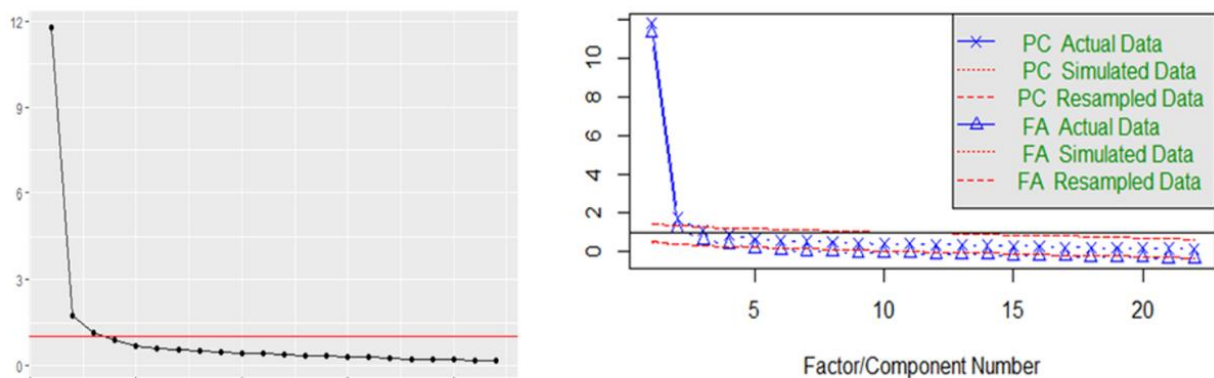 12
9
6
3
0
10
8
6
4
2
0
PC Actual Data
PC Simulated Data
PC Resampled Data
FA Actual Data
FA Simulated Data
FA Resampled Data
5 10 15 20
Factor/Component Number